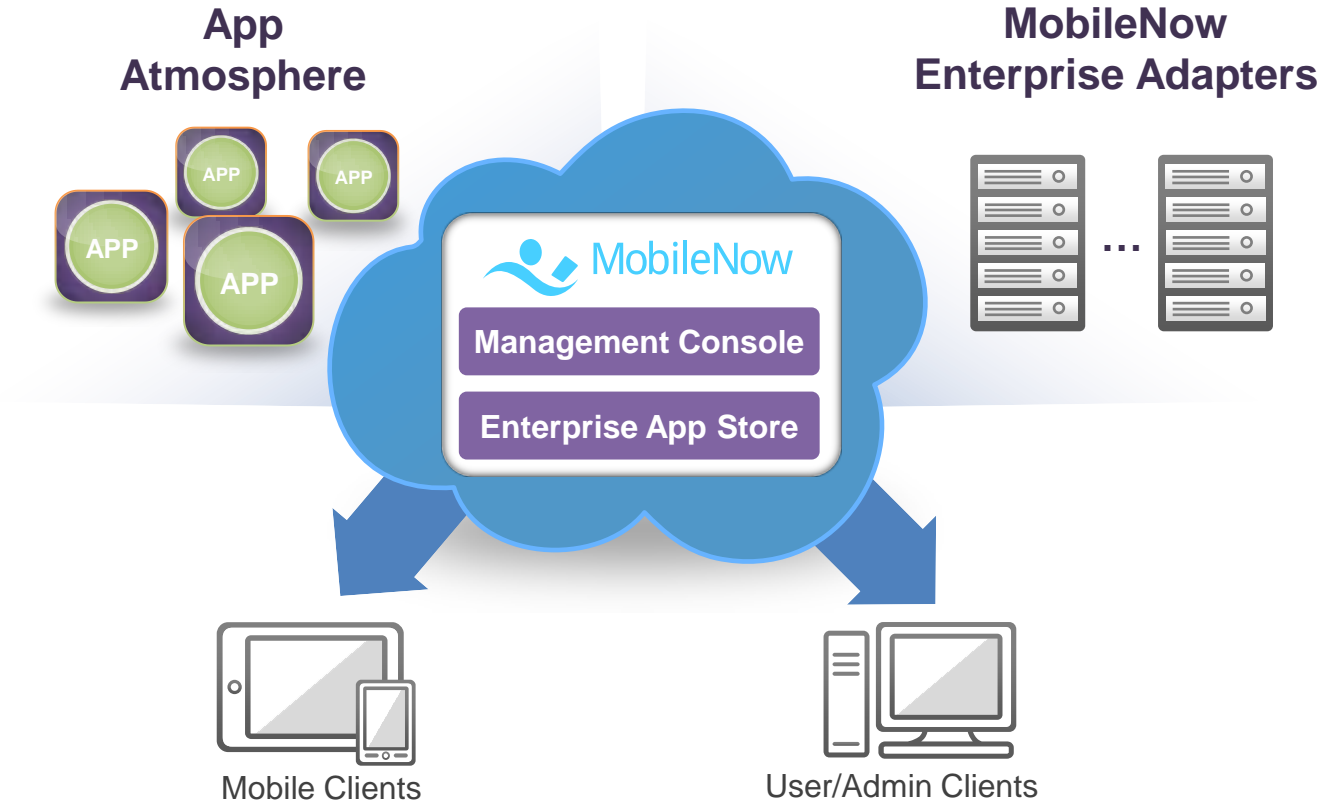 App
Atmosphere
MobileNow
Enterprise Adapters
APP
APP
APP
APP
...
MobileNow
Management Console
Enterprise App Store
Mobile Clients
User/Admin Clients